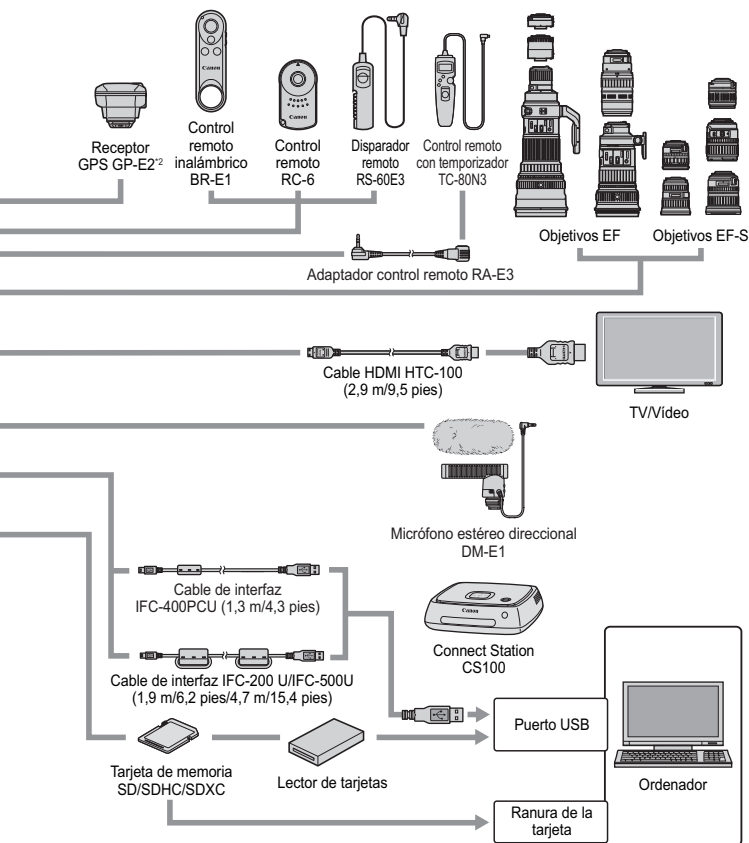 Canon
Canon
Receptor
GPS GP-E2*2
Control
remoto
inalámbrico
BR-E1
Control
remoto
RC-6
Disparador
remoto
RS-60E3
Control remoto
con temporizador
TC-80N3
Objetivos EF
Objetivos EF-S
Adaptador control remoto RA-E3
Cable HDMI HTC-100
(2,9 m/9,5 pies)
TV/Vídeo
Micrófono estéreo direccional
DM-E1
Cable de interfaz
IFC-400PCU (1,3 m/4,3 pies)
Canon
Connect Station
CS100
Cable de interfaz IFC-200 U/IFC-500U
(1,9 m/6,2 pies/4,7 m/15,4 pies)
Puerto USB
Tarjeta de memoria
SD/SDHC/SDXC
Lector de tarjetas
Ordenador
Ranura de la
tarjeta